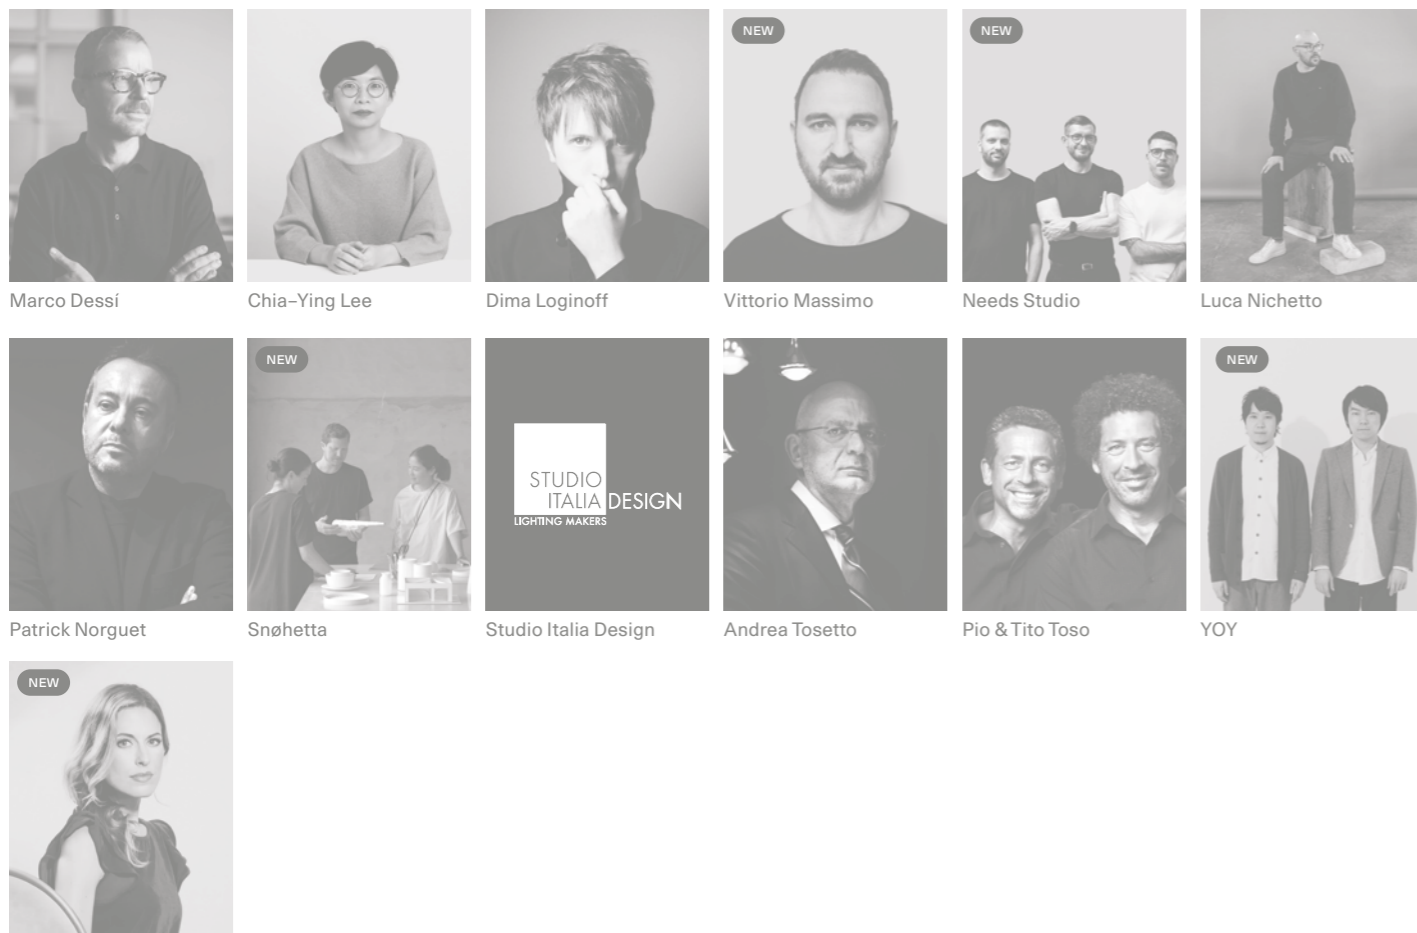 NEW
NEW
Marco Dessí
Chia–Ying Lee
Dima Loginoff
Vittorio Massimo
Needs Studio
Luca Nichetto
NEW
STUDIO
ITALIA DESIGN
LIGHTING MAKERS
NEW
Patrick Norguet
Snøhetta
Studio Italia Design
Andrea Tosetto
Pio & Tito Toso
YOY
NEW